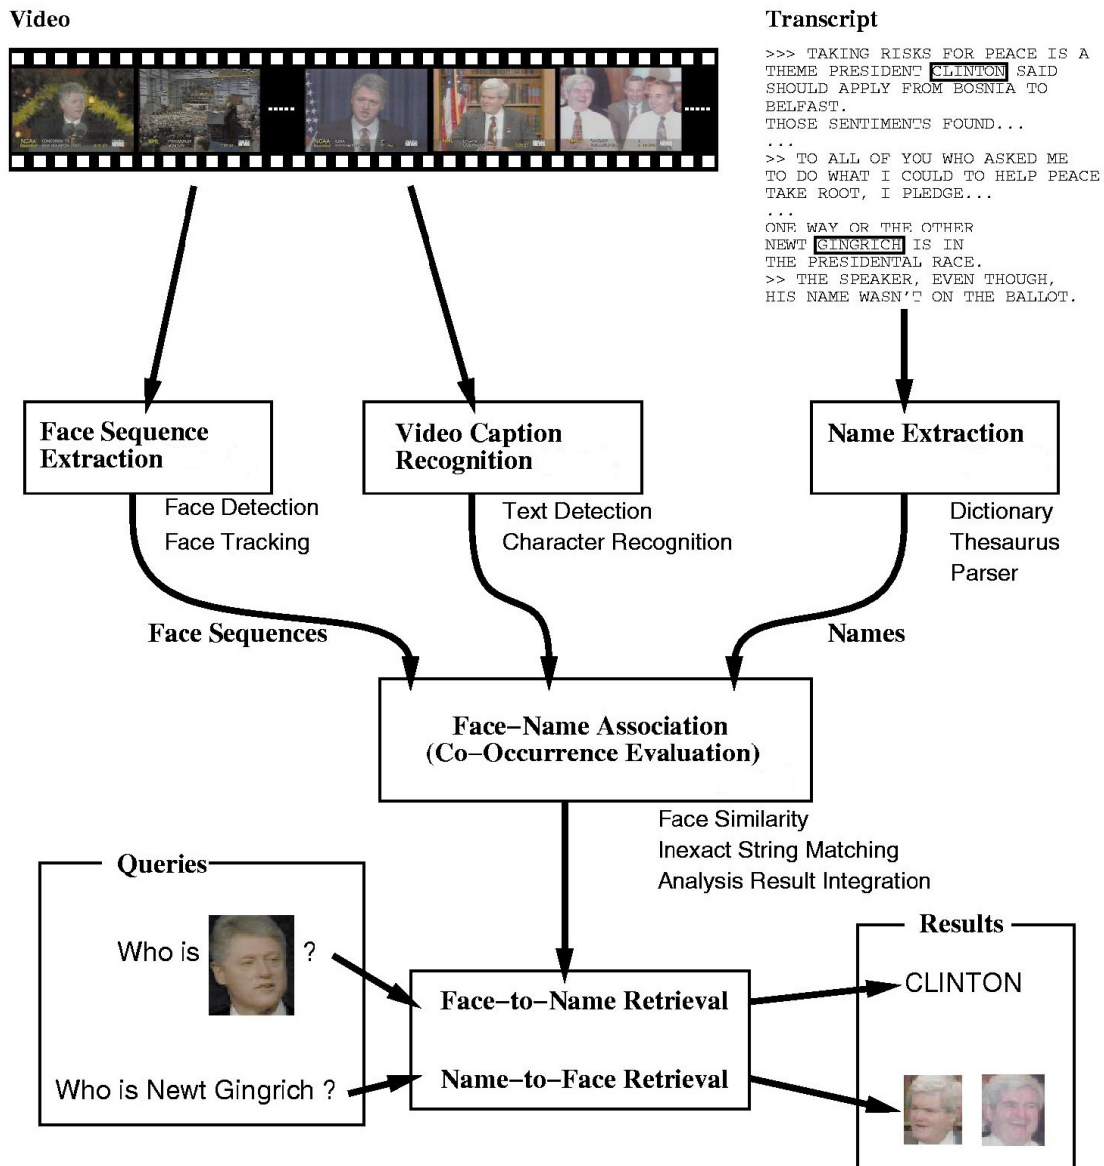 Video
Transcript
>>> TAKING RISKS FOR PEACE IS A
THEME PRESIDENT CLINTON SAID
SHOULD APPLY FROM BOSNIA TO
BELFAST.
THOSE SENTIMENTS FOUND...
...
>> TO ALL OF YOU WHO ASKED ME
TO DO WHAT I COULD TO HELP PEACE
TAKE ROOT, I PLEDGE...
...
ONE WAY OR THE OTHER
NEWT GINGRICH IS IN
THE PRESIDENTAL RACE.
>> THE SPEAKER, EVEN THOUGH,
HIS NAME WASN'T ON THE BALLOT.
Face Sequence
Extraction
Face Detection
Face Tracking
Video Caption
Recognition
Text Detection
Character Recognition
Name Extraction
Dictionary
Thesaurus
Parser
Face Sequences
Names
Face–Name Association
(Co–Occurrence Evaluation)
Face Similarity
Inexact String Matching
Analysis Result Integration
Queries
Who is ?
Who is Newt Gingrich ?
Face–to–Name Retrieval
Name–to–Face Retrieval
Results
CLINTON